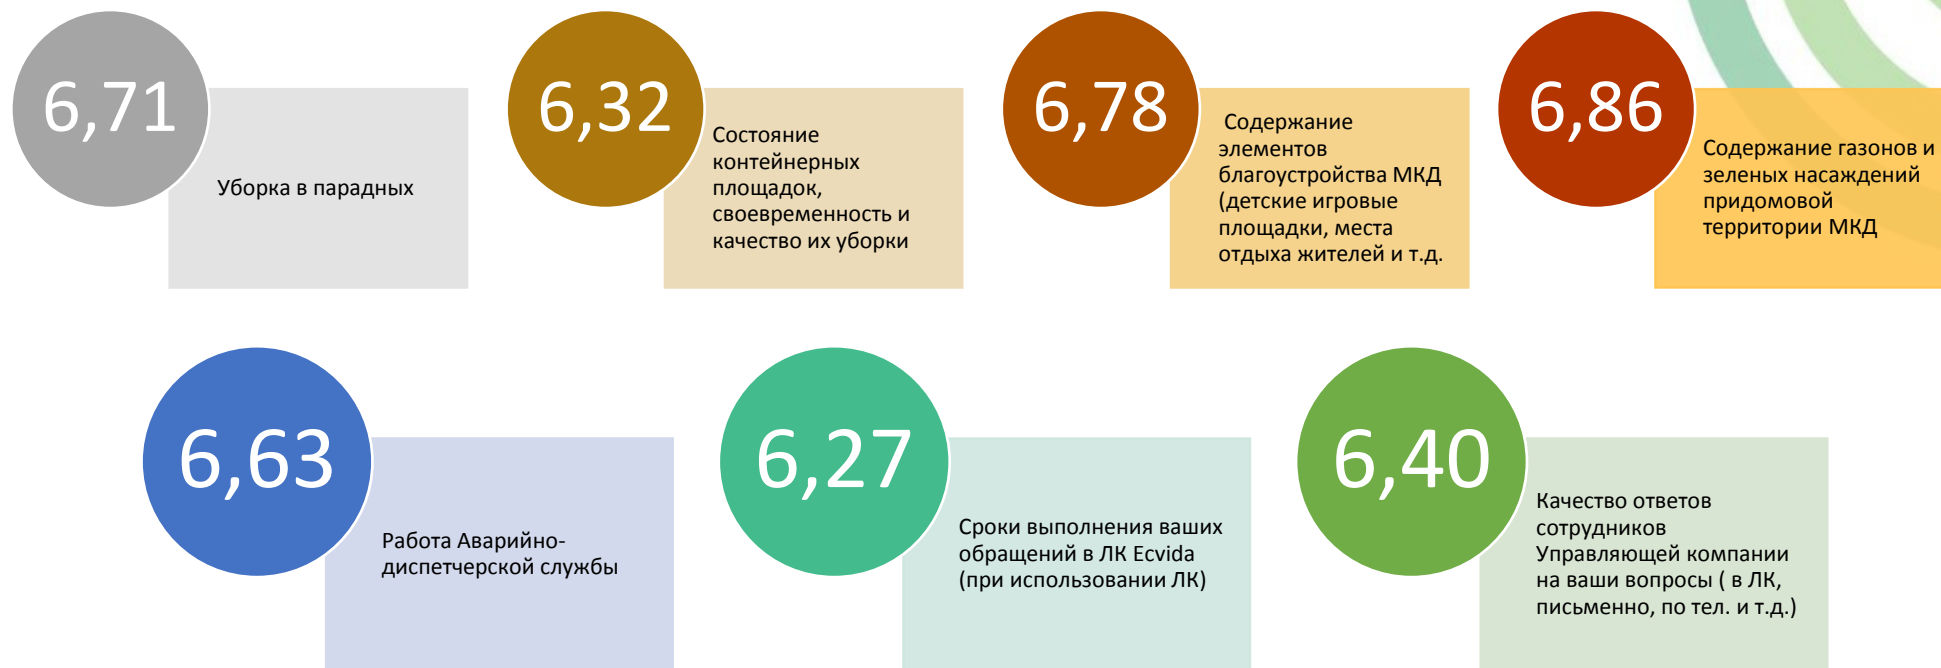 6,71
Уборка в парадных
6,32
Состояние
контейнерных
площадок,
своевременность и
качество их уборки
6,78
Содержание
элементов
благоустройства МКД
(детские игровые
площадки, места
отдыха жителей и т.д.
6,86
Содержание газонов и
зеленых насаждений
придомовой
территории МКД
6,63
Работа Аварийно-
диспетчерской службы
6,27
Сроки выполнения ваших
обращений в ЛК Ecvida
(при использовании ЛК)
6,40
Качество ответов
сотрудников
Управляющей компании
на ваши вопросы ( в ЛК,
письменно, по тел. и т.д.)